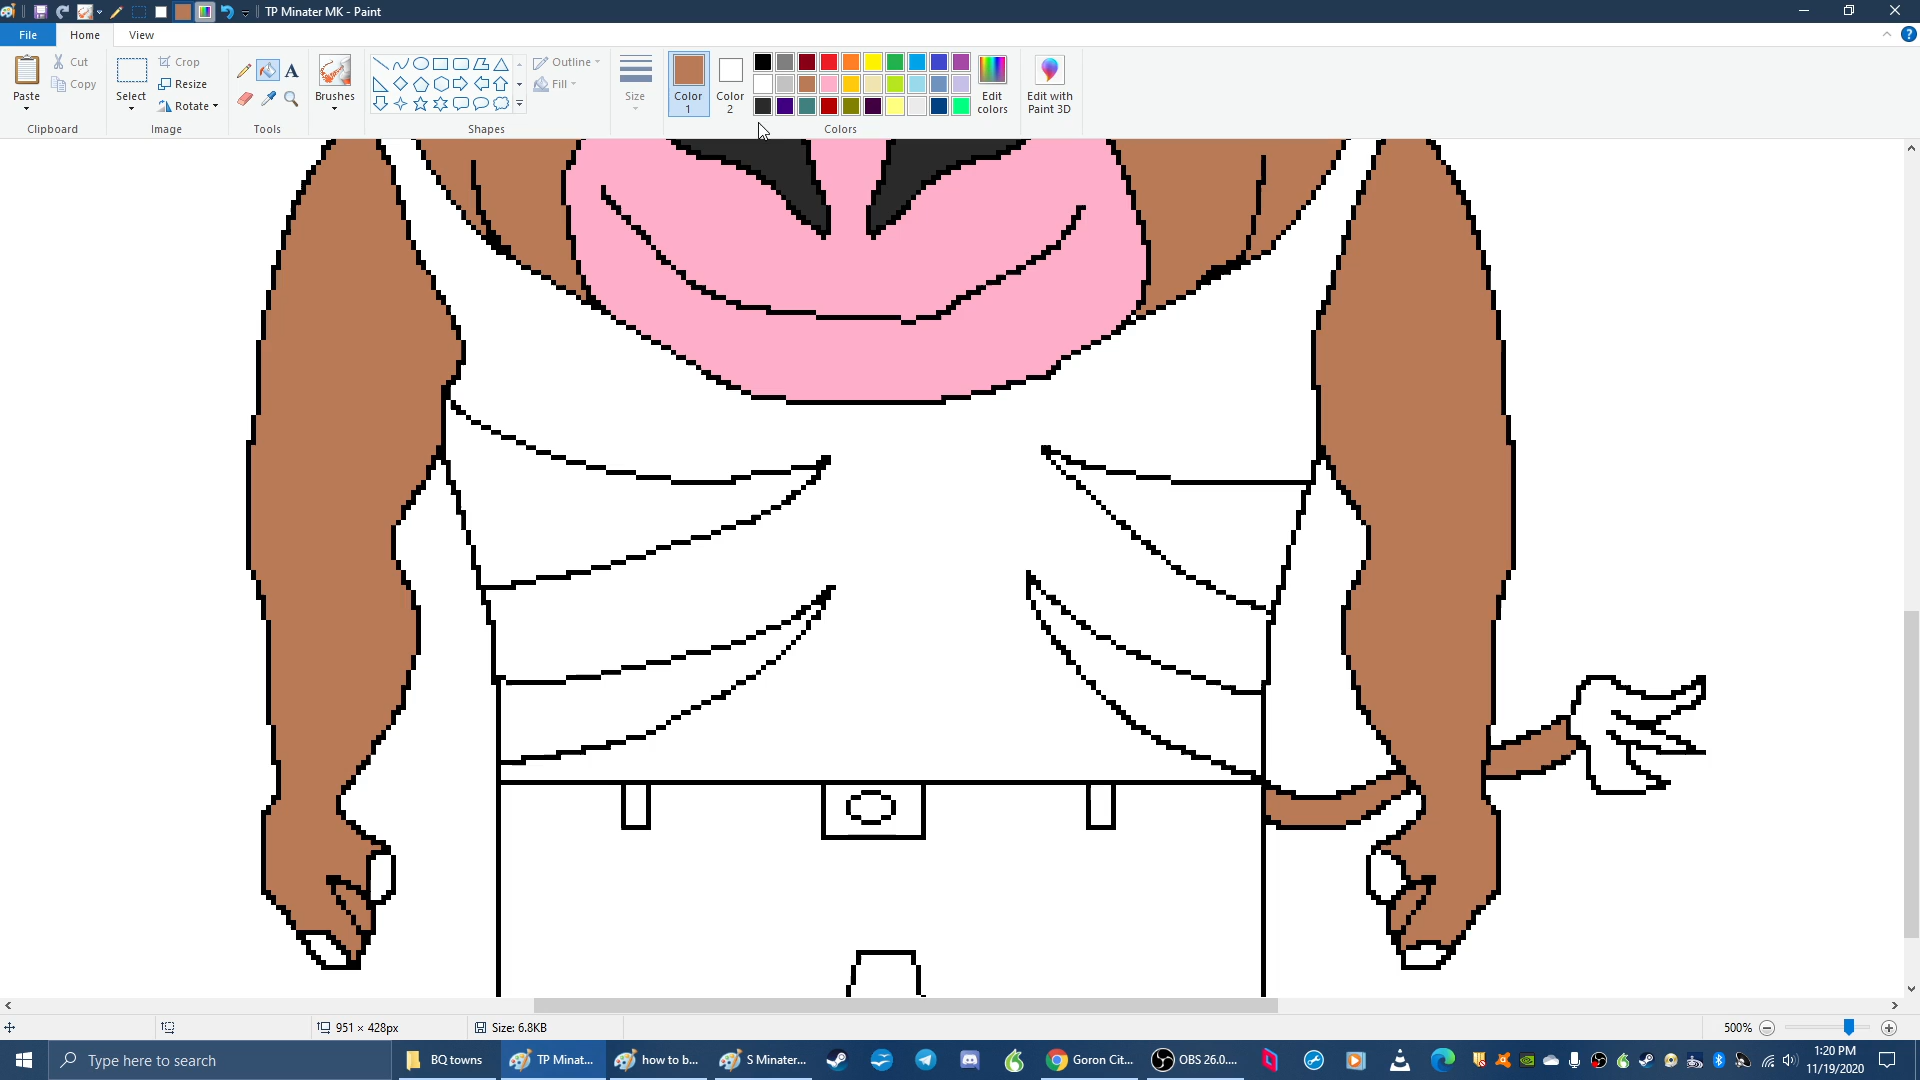 TP Minater MK - Paint
File
Home
View
Paste
Cut
Copy
Clipboard
Select
Crop
Resize
Rotate
Image
A
Tools
Brushes
Outline
Fill
Shapes
Size
Color
1
Color
2
Edit
colors
Colors
Edit with
Paint 3D
951 × 428px
Size: 6.8KB
500%
Type here to search
BQ towns
TP Minat...
how to b...
S Minater...
Goron Cit...
OBS 26.0....
1:20 PM
11/19/2020